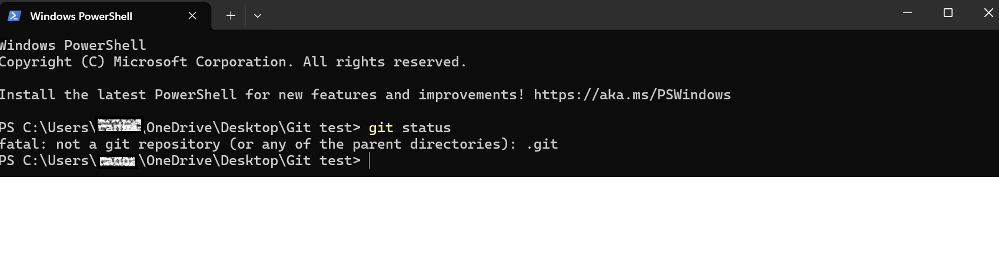 Windows PowerShell
Windows PowerShell
Copyright (C) Microsoft Corporation. All rights reserved.
Install the latest PowerShell for new features and improvements! https://aka.ms/PSWindows
PS C:\Users\ \OneDrive\Desktop\Git test> git status
fatal: not a git repository (or any of the parent directories): .git
PS C:\Users\ \OneDrive\Desktop\Git test>